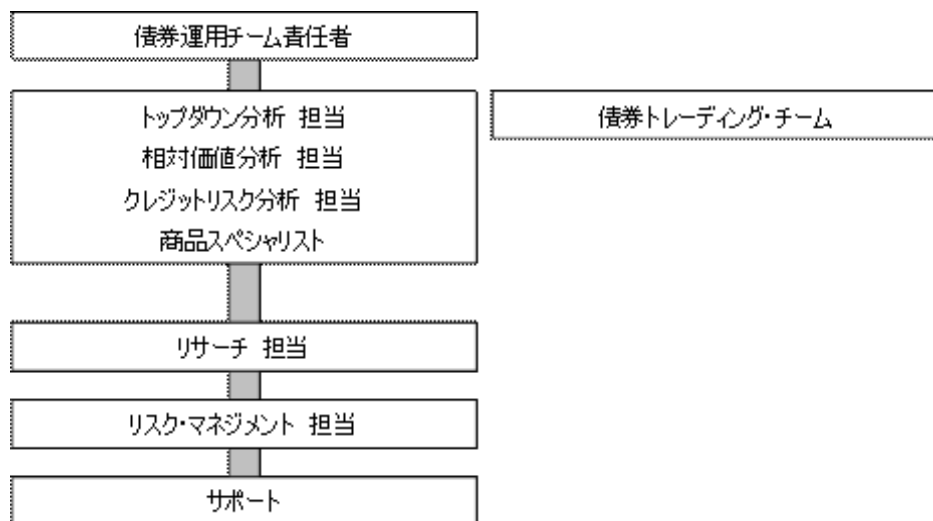 債券運用チーム責任者
トップダウン分析 担当
相対価値分析 担当
クレジットリスク分析 担当
商品スペシャリスト
債券トレーディング・チーム
リサーチ 担当
リスク・マネジメント 担当
サポート